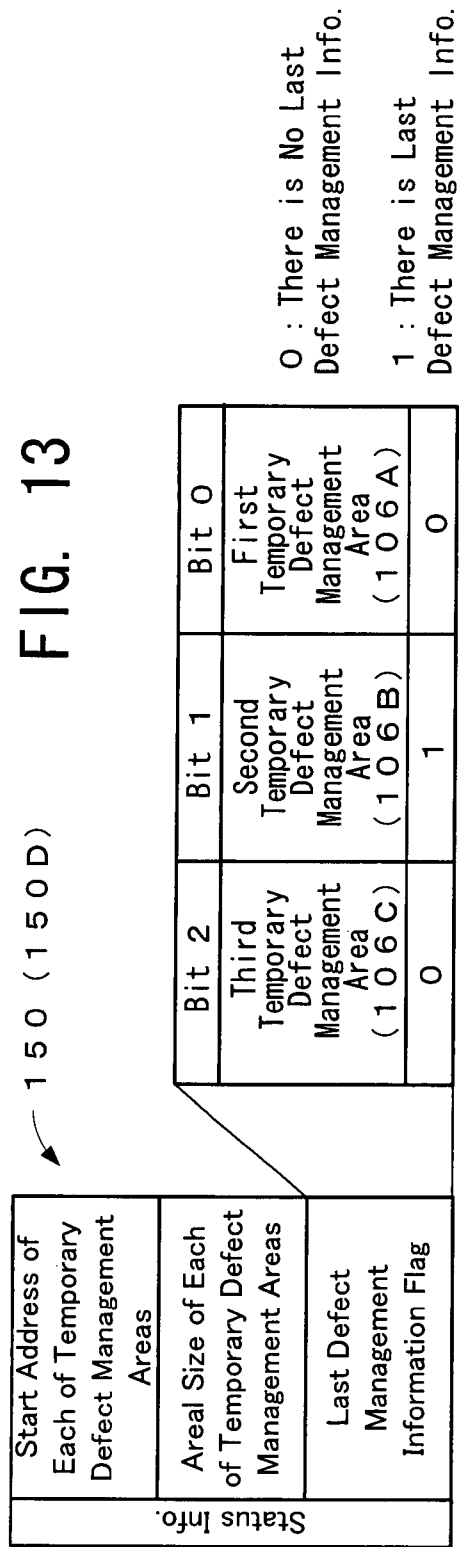 FIG. 13
150 (150D)
Status Info.
Start Address of
Each of Temporary
Defect Management
Areas
Areal Size of Each
of Temporary Defect
Management Areas
Last Defect
Management
Information Flag
Bit 2
Bit 1
Bit 0
Third
Temporary
Defect
Management
Area
(106C)
Second
Temporary
Defect
Management
Area
(106B)
First
Temporary
Defect
Management
Area
(106A)
0
1
0
0 : There is No Last
Defect Management Info.
1 : There is Last
Defect Management Info.